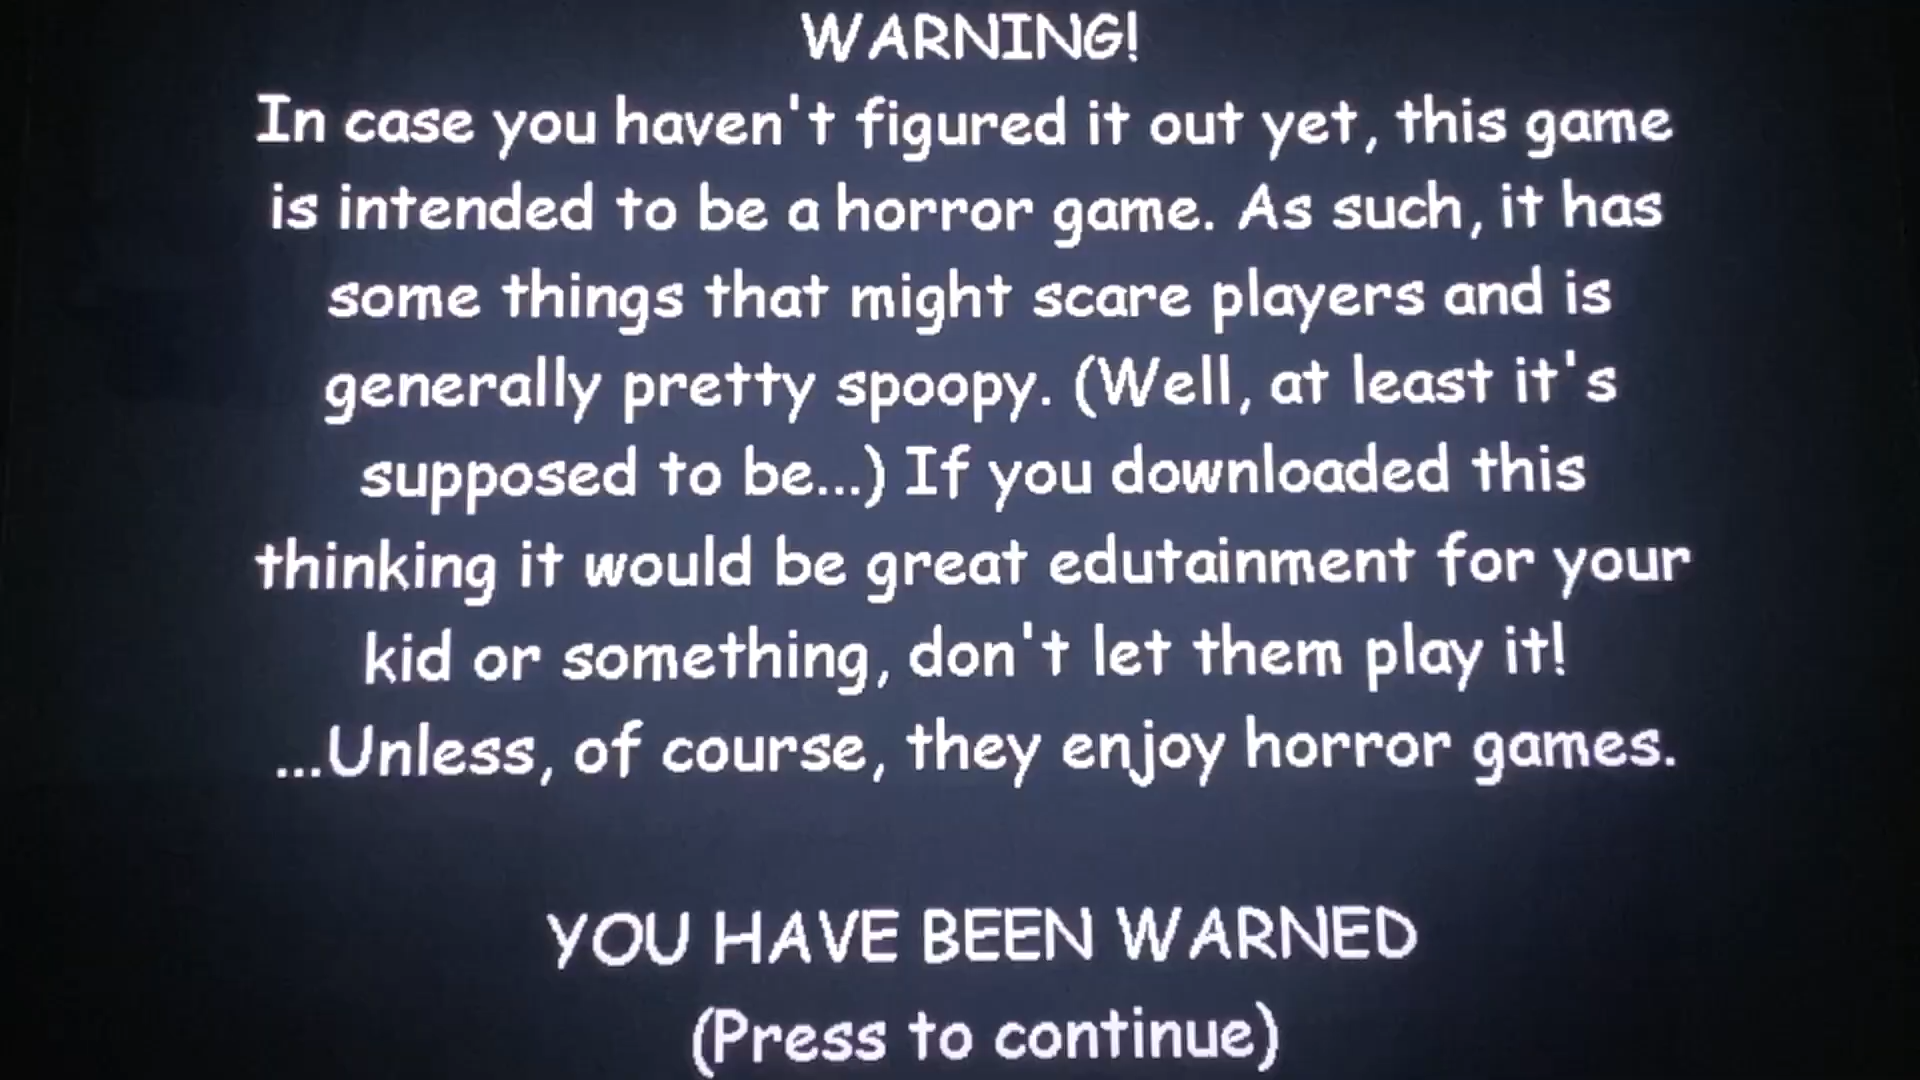 WARNING!
In case you haven't figured it out yet, this game
is intended to be a horror game. As such, it has
some things that might scare players and is
generally pretty spoopy. (Well, at least it's
supposed to be...) If you downloaded this
thinking it would be great edutainment for your
kid or something, don't let them play it!
...Unless, of course, they enjoy horror games.
YOU HAVE BEEN WARNED
(Press to continue)